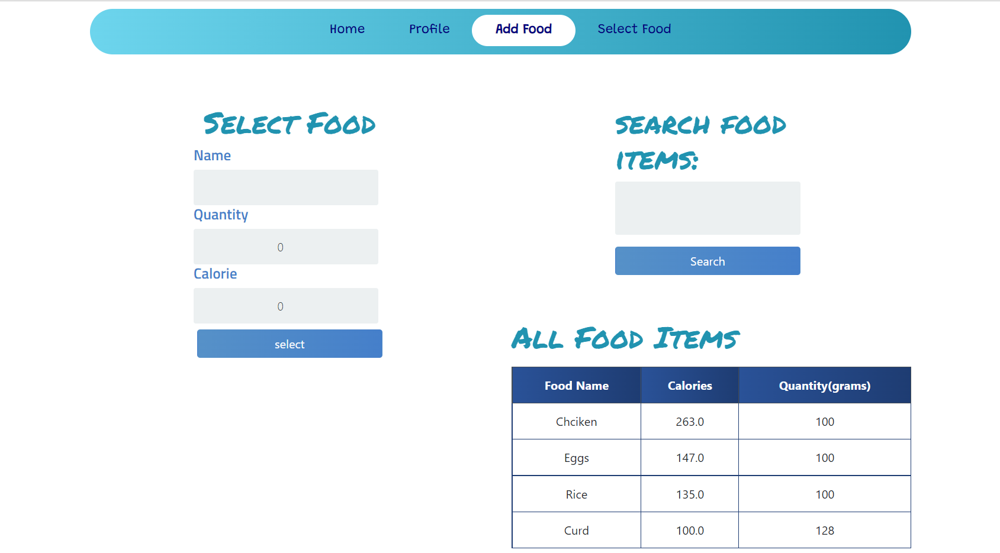 Home Profile Add Food Select Food
Select Food
Name
Quantity
0
Calorie
0
select
SEARCH FOOD
ITEMS:
Search
All Food Items
Food Name Calories Quantity(grams)
Chciken 263.0 100
Eggs 147.0 100
Rice 135.0 100
Curd 100.0 128